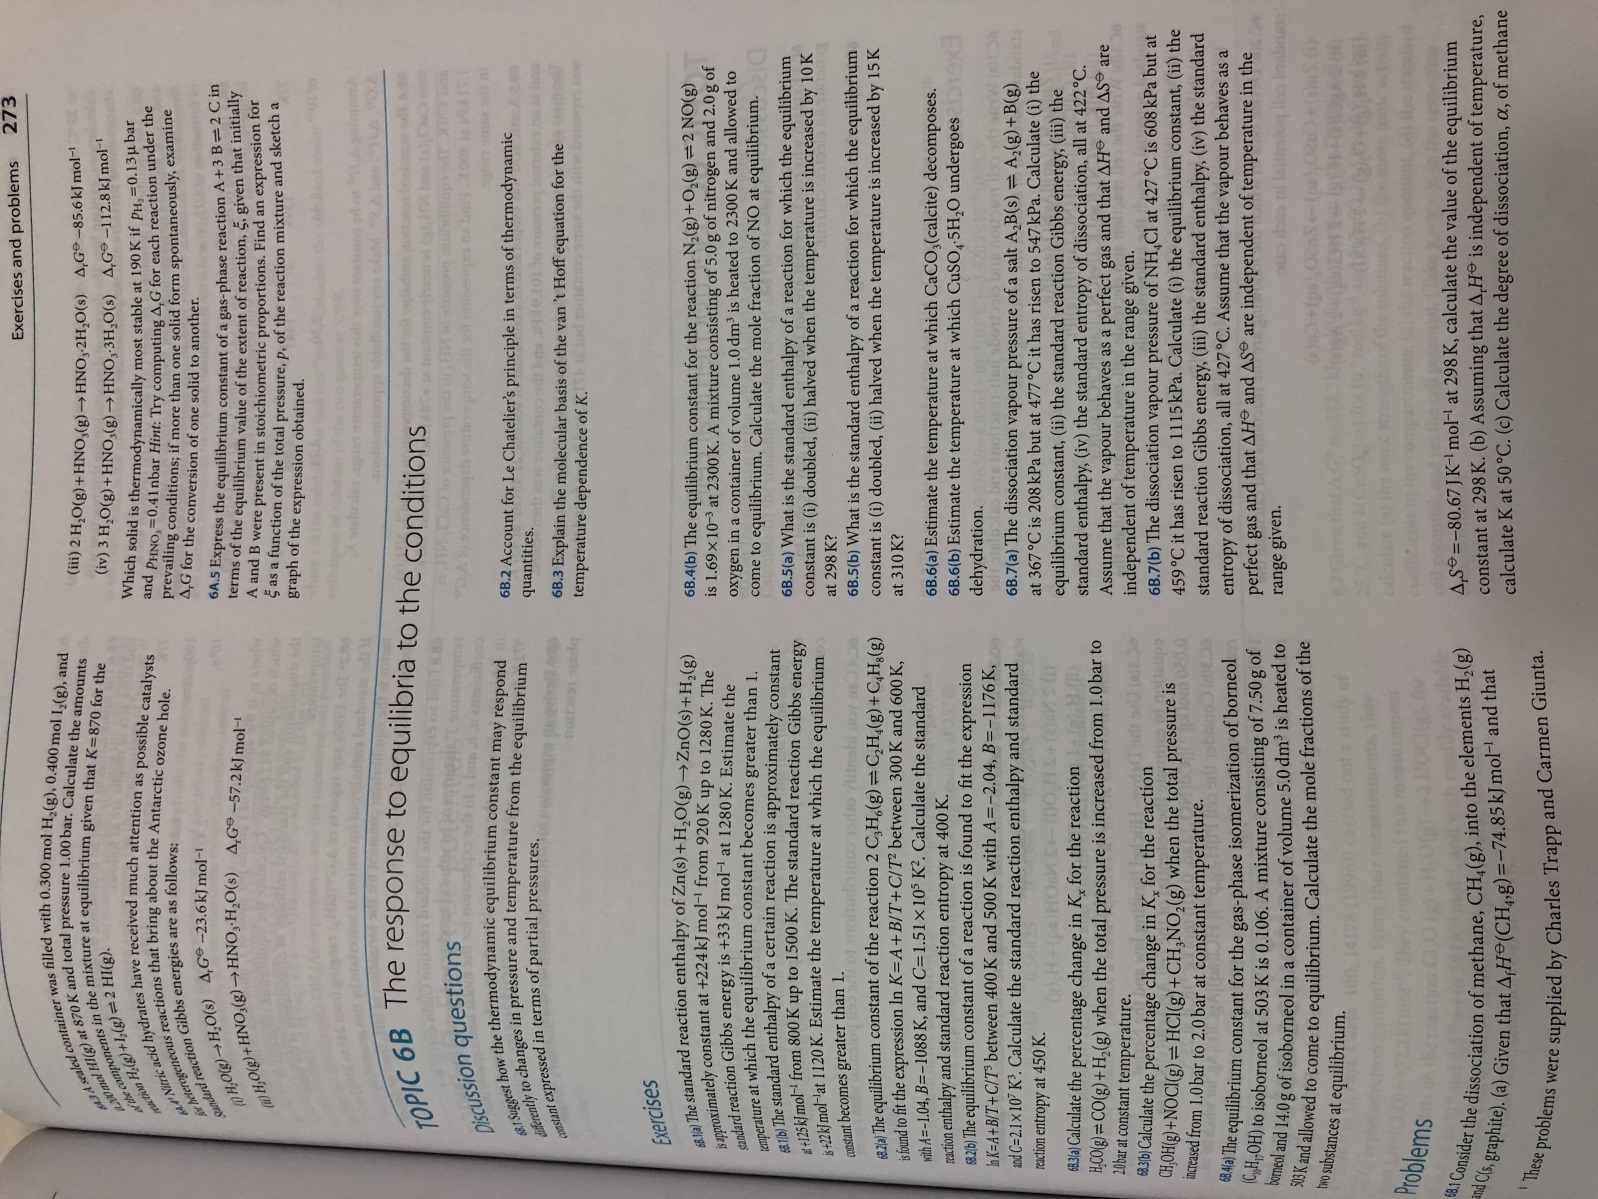 Exercises and problems 273
6A.3 A sealed container was filled with 0.300 mol H₂(g), 0.400 mol I₂(g), and
0.200 mol HI(g) at 870 K and total pressure 1.00 bar. Calculate the amounts
of the components in the mixture at equilibrium given that K=870 for the
reaction H₂(g)+I₂(g)⇌2 HI(g).
6A.4† Nitric acid hydrates have received much attention as possible catalysts
for heterogeneous reactions that bring about the Antarctic ozone hole.
Standard reaction Gibbs energies are as follows:
(i) H₂O(g)→H₂O(s) ΔᵣG⦵ −23.6 kJ mol⁻¹
(ii) H₂O(g)+HNO₃(g)→HNO₃·H₂O(s) ΔᵣG⦵ −57.2 kJ mol⁻¹
(iii) 2 H₂O(g)+HNO₃(g)→HNO₃·2H₂O(s) ΔᵣG⦵ −85.6 kJ mol⁻¹
(iv) 3 H₂O(g)+HNO₃(g)→HNO₃·3H₂O(s) ΔᵣG⦵ −112.8 kJ mol⁻¹
Which solid is thermodynamically most stable at 190 K if p_H₂O=0.13 μbar
and p_HNO₃=0.41 nbar Hint: Try computing ΔᵣG for each reaction under the
prevailing conditions; if more than one solid form spontaneously, examine
ΔᵣG for the conversion of one solid to another.
6A.5 Express the equilibrium constant of a gas-phase reaction A+3 B⇌2 C in
terms of the equilibrium value of the extent of reaction, ξ, given that initially
A and B were present in stoichiometric proportions. Find an expression for
ξ as a function of the total pressure, p, of the reaction mixture and sketch a
graph of the expression obtained.
TOPIC 6B The response to equilibria to the conditions
Discussion questions
6B.1 Suggest how the thermodynamic equilibrium constant may respond
differently to changes in pressure and temperature from the equilibrium
constant expressed in terms of partial pressures.
6B.2 Account for Le Chatelier's principle in terms of thermodynamic
quantities.
6B.3 Explain the molecular basis of the van 't Hoff equation for the
temperature dependence of K.
Exercises
6B.1(a) The standard reaction enthalpy of Zn(s)+H₂O(g)→ZnO(s)+H₂(g)
is approximately constant at +224 kJ mol⁻¹ from 920 K up to 1280 K. The
standard reaction Gibbs energy is +33 kJ mol⁻¹ at 1280 K. Estimate the
temperature at which the equilibrium constant becomes greater than 1.
6B.1(b) The standard enthalpy of a certain reaction is approximately constant
at +125 kJ mol⁻¹ from 800 K up to 1500 K. The standard reaction Gibbs energy
is +22 kJ mol⁻¹ at 1120 K. Estimate the temperature at which the equilibrium
constant becomes greater than 1.
6B.2(a) The equilibrium constant of the reaction 2 C₃H₆(g)⇌C₂H₄(g)+C₄H₈(g)
is found to fit the expression ln K=A+B/T+C/T² between 300 K and 600 K,
with A=−1.04, B=−1088 K, and C=1.51×10⁵ K². Calculate the standard
reaction enthalpy and standard reaction entropy at 400 K.
6B.2(b) The equilibrium constant of a reaction is found to fit the expression
ln K=A+B/T+C/T³ between 400 K and 500 K with A=−2.04, B=−1176 K,
and C=2.1×10⁷ K³. Calculate the standard reaction enthalpy and standard
reaction entropy at 450 K.
6B.3(a) Calculate the percentage change in Kₓ for the reaction
H₂CO(g)⇌CO(g)+H₂(g) when the total pressure is increased from 1.0 bar to
2.0 bar at constant temperature.
6B.3(b) Calculate the percentage change in Kₓ for the reaction
CH₃OH(g)+NOCl(g)⇌HCl(g)+CH₃NO₂(g) when the total pressure is
increased from 1.0 bar to 2.0 bar at constant temperature.
6B.4(a) The equilibrium constant for the gas-phase isomerization of borneol
(C₁₀H₁₇OH) to isoborneol at 503 K is 0.106. A mixture consisting of 7.50 g of
borneol and 14.0 g of isoborneol in a container of volume 5.0 dm³ is heated to
503 K and allowed to come to equilibrium. Calculate the mole fractions of the
two substances at equilibrium.
6B.4(b) The equilibrium constant for the reaction N₂(g)+O₂(g)⇌2 NO(g)
is 1.69×10⁻³ at 2300 K. A mixture consisting of 5.0 g of nitrogen and 2.0 g of
oxygen in a container of volume 1.0 dm³ is heated to 2300 K and allowed to
come to equilibrium. Calculate the mole fraction of NO at equilibrium.
6B.5(a) What is the standard enthalpy of a reaction for which the equilibrium
constant is (i) doubled, (ii) halved when the temperature is increased by 10 K
at 298 K?
6B.5(b) What is the standard enthalpy of a reaction for which the equilibrium
constant is (i) doubled, (ii) halved when the temperature is increased by 15 K
at 310 K?
6B.6(a) Estimate the temperature at which CaCO₃(calcite) decomposes.
6B.6(b) Estimate the temperature at which CuSO₄·5H₂O undergoes
dehydration.
6B.7(a) The dissociation vapour pressure of a salt A₂B(s)⇌A₂(g)+B(g)
at 367 °C is 208 kPa but at 477 °C it has risen to 547 kPa. Calculate (i) the
equilibrium constant, (ii) the standard reaction Gibbs energy, (iii) the
standard enthalpy, (iv) the standard entropy of dissociation, all at 422 °C.
Assume that the vapour behaves as a perfect gas and that ΔH⦵ and ΔS⦵ are
independent of temperature in the range given.
6B.7(b) The dissociation vapour pressure of NH₄Cl at 427 °C is 608 kPa but at
459 °C it has risen to 1115 kPa. Calculate (i) the equilibrium constant, (ii) the
standard reaction Gibbs energy, (iii) the standard enthalpy, (iv) the standard
entropy of dissociation, all at 427 °C. Assume that the vapour behaves as a
perfect gas and that ΔH⦵ and ΔS⦵ are independent of temperature in the
range given.
Problems
6B.1 Consider the dissociation of methane, CH₄(g), into the elements H₂(g)
and C(s, graphite). (a) Given that Δ_fH⦵(CH₄,g)=−74.85 kJ mol⁻¹ and that
ΔᵣS⦵=−80.67 J K⁻¹ mol⁻¹ at 298 K, calculate the value of the equilibrium
constant at 298 K. (b) Assuming that ΔᵣH⦵ is independent of temperature,
calculate K at 50 °C. (c) Calculate the degree of dissociation, α, of methane
‡ These problems were supplied by Charles Trapp and Carmen Giunta.